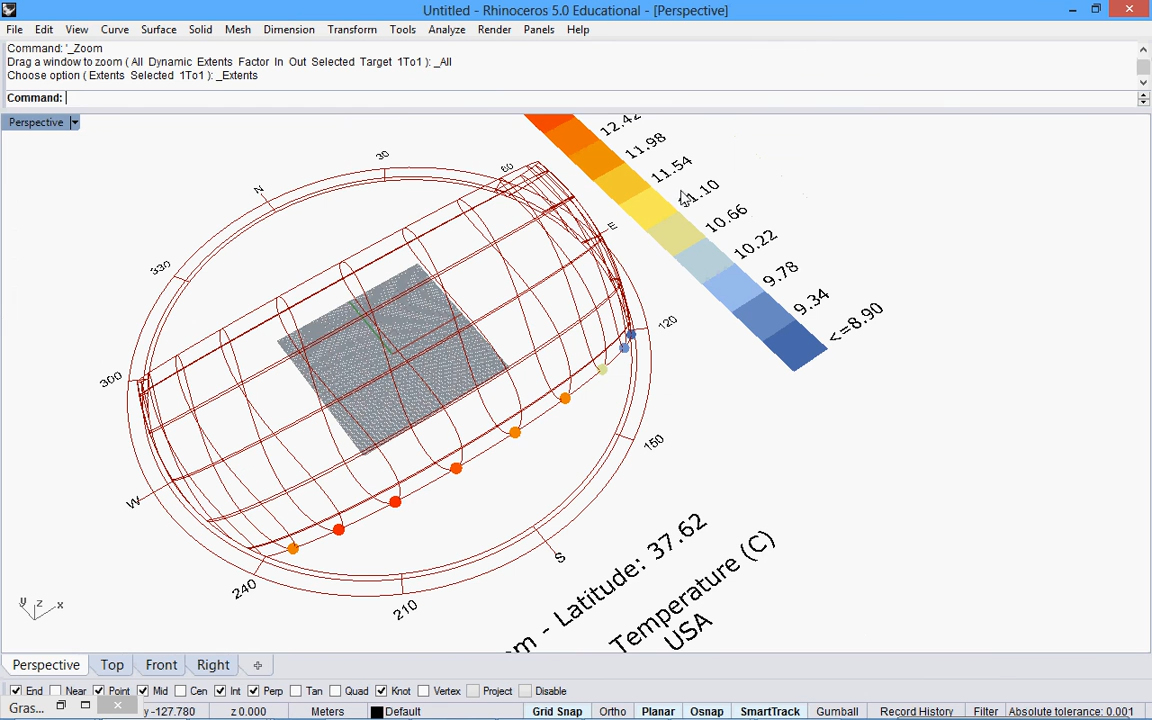 Untitled - Rhinoceros 5.0 Educational - [Perspective]
File Edit View Curve Surface Solid Mesh Dimension Transform Tools Analyze Render Panels Help
Command: '_Zoom
Drag a window to zoom ( All Dynamic Extents Factor In Out Selected Target 1To1 ): _All
Choose option ( Extents Selected 1To1 ): _Extents
Command:
Perspective
12.42
11.98
11.54
11.10
10.66
10.22
9.78
9.34
<=8.90
N
30
60
E
120
150
S
210
240
W
300
330
om - Latitude: 37.62
Temperature (C)
USA
y z x
Perspective Top Front Right
End Near Point Mid Cen Int Perp Tan Quad Knot Vertex Project Disable
Gras... y -127.780 z 0.000 Meters Default Grid Snap Ortho Planar Osnap SmartTrack Gumball Record History Filter Absolute tolerance: 0.001